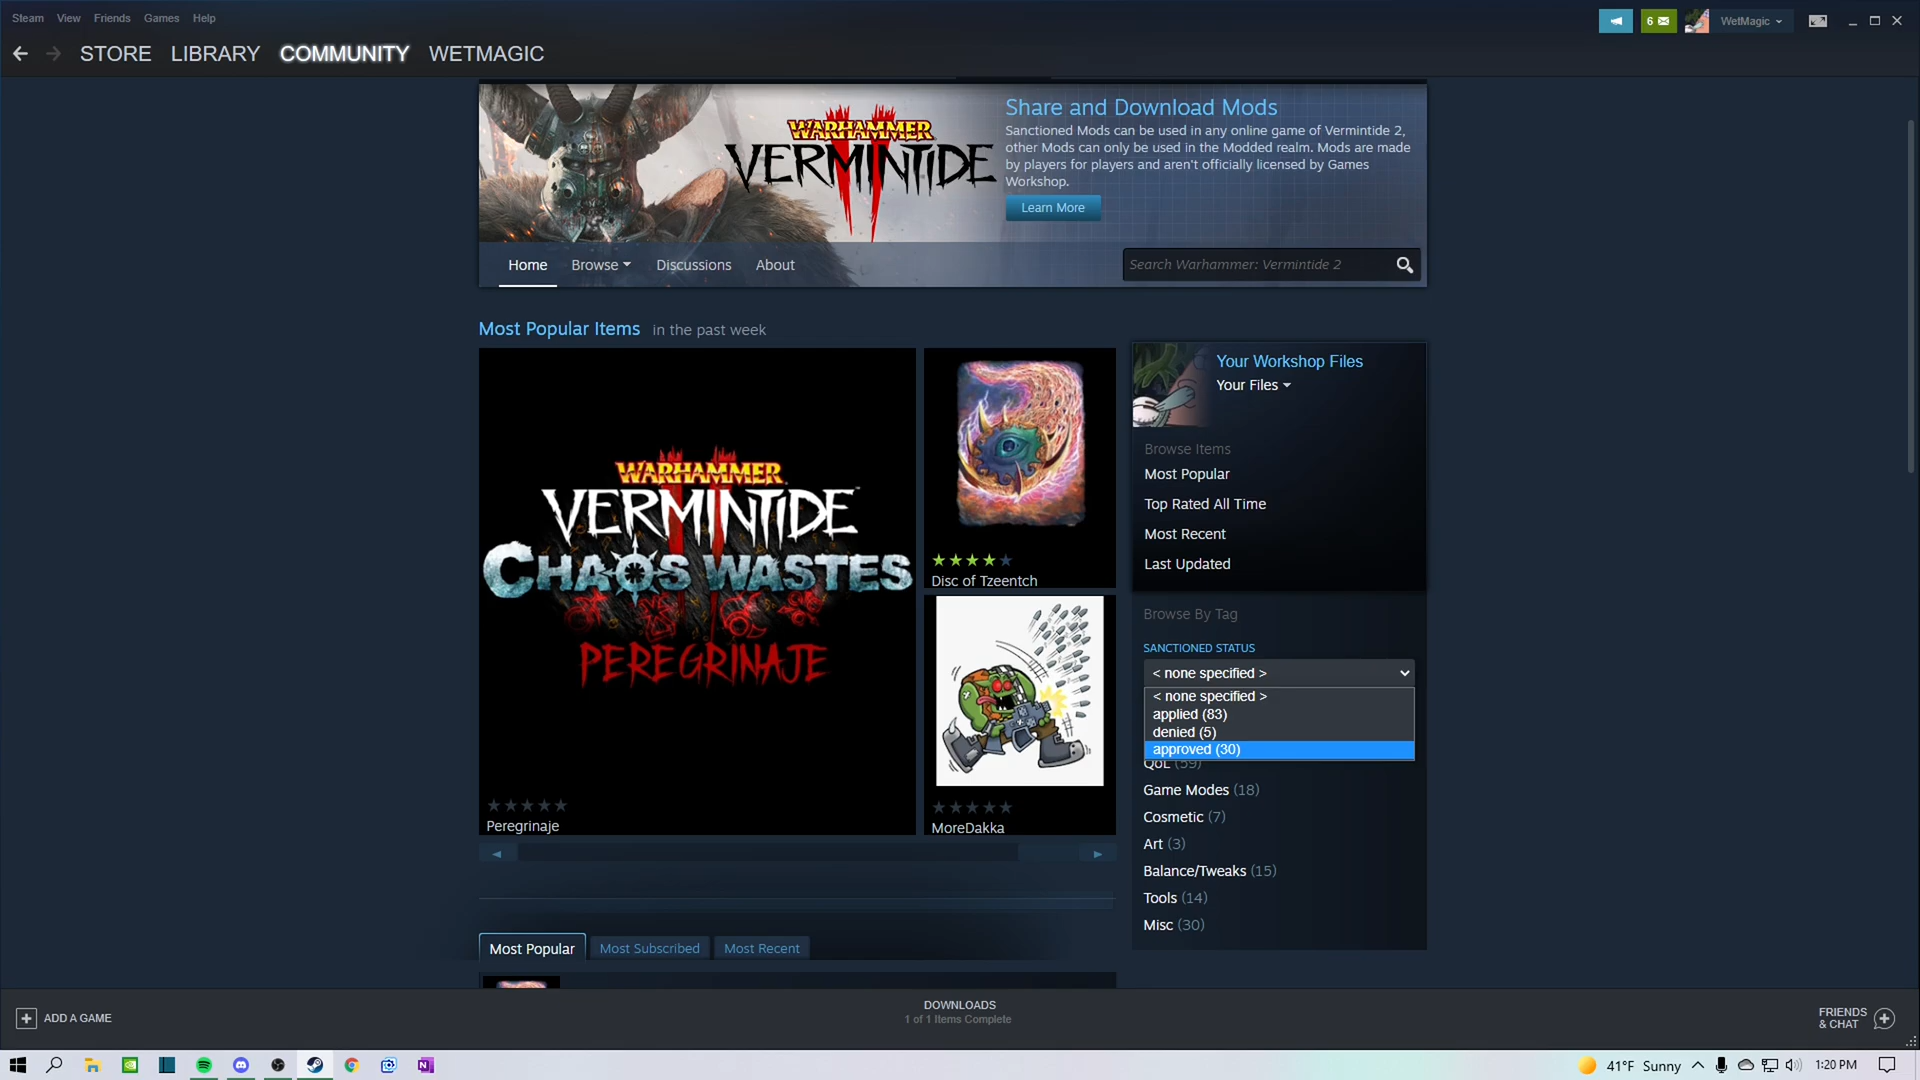 Steam View Friends Games Help
6
WetMagic
STORE LIBRARY COMMUNITY WETMAGIC
WARHAMMER
VERMINTIDE
II
Share and Download Mods
Sanctioned Mods can be used in any online game of Vermintide 2,
other Mods can only be used in the Modded realm. Mods are made
by players for players and aren't officially licensed by Games
Workshop.
Learn More
Home Browse Discussions About
Search Warhammer: Vermintide 2
Most Popular Items in the past week
WARHAMMER
VERMINTIDE
II
CHAOS WASTES
PEREGRINAJE
Peregrinaje
Disc of Tzeentch
MoreDakka
Your Workshop Files
Your Files
Browse Items
Most Popular
Top Rated All Time
Most Recent
Last Updated
Browse By Tag
SANCTIONED STATUS
< none specified >
< none specified >
applied (83)
denied (5)
approved (30)
QoL (59)
Game Modes (18)
Cosmetic (7)
Art (3)
Balance/Tweaks (15)
Tools (14)
Misc (30)
Most Popular Most Subscribed Most Recent
ADD A GAME
DOWNLOADS
1 of 1 Items Complete
FRIENDS
& CHAT
N
41°F Sunny
1:20 PM